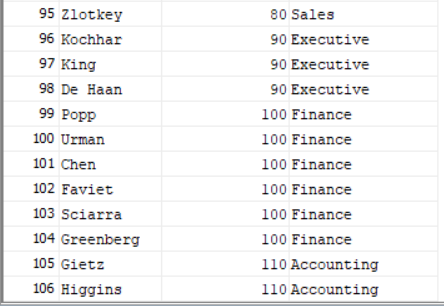 95 Zlotkey 80 Sales
96 Kochhar 90 Executive
97 King 90 Executive
98 De Haan 90 Executive
99 Popp 100 Finance
100 Urman 100 Finance
101 Chen 100 Finance
102 Faviet 100 Finance
103 Sciarra 100 Finance
104 Greenberg 100 Finance
105 Gietz 110 Accounting
106 Higgins 110 Accounting